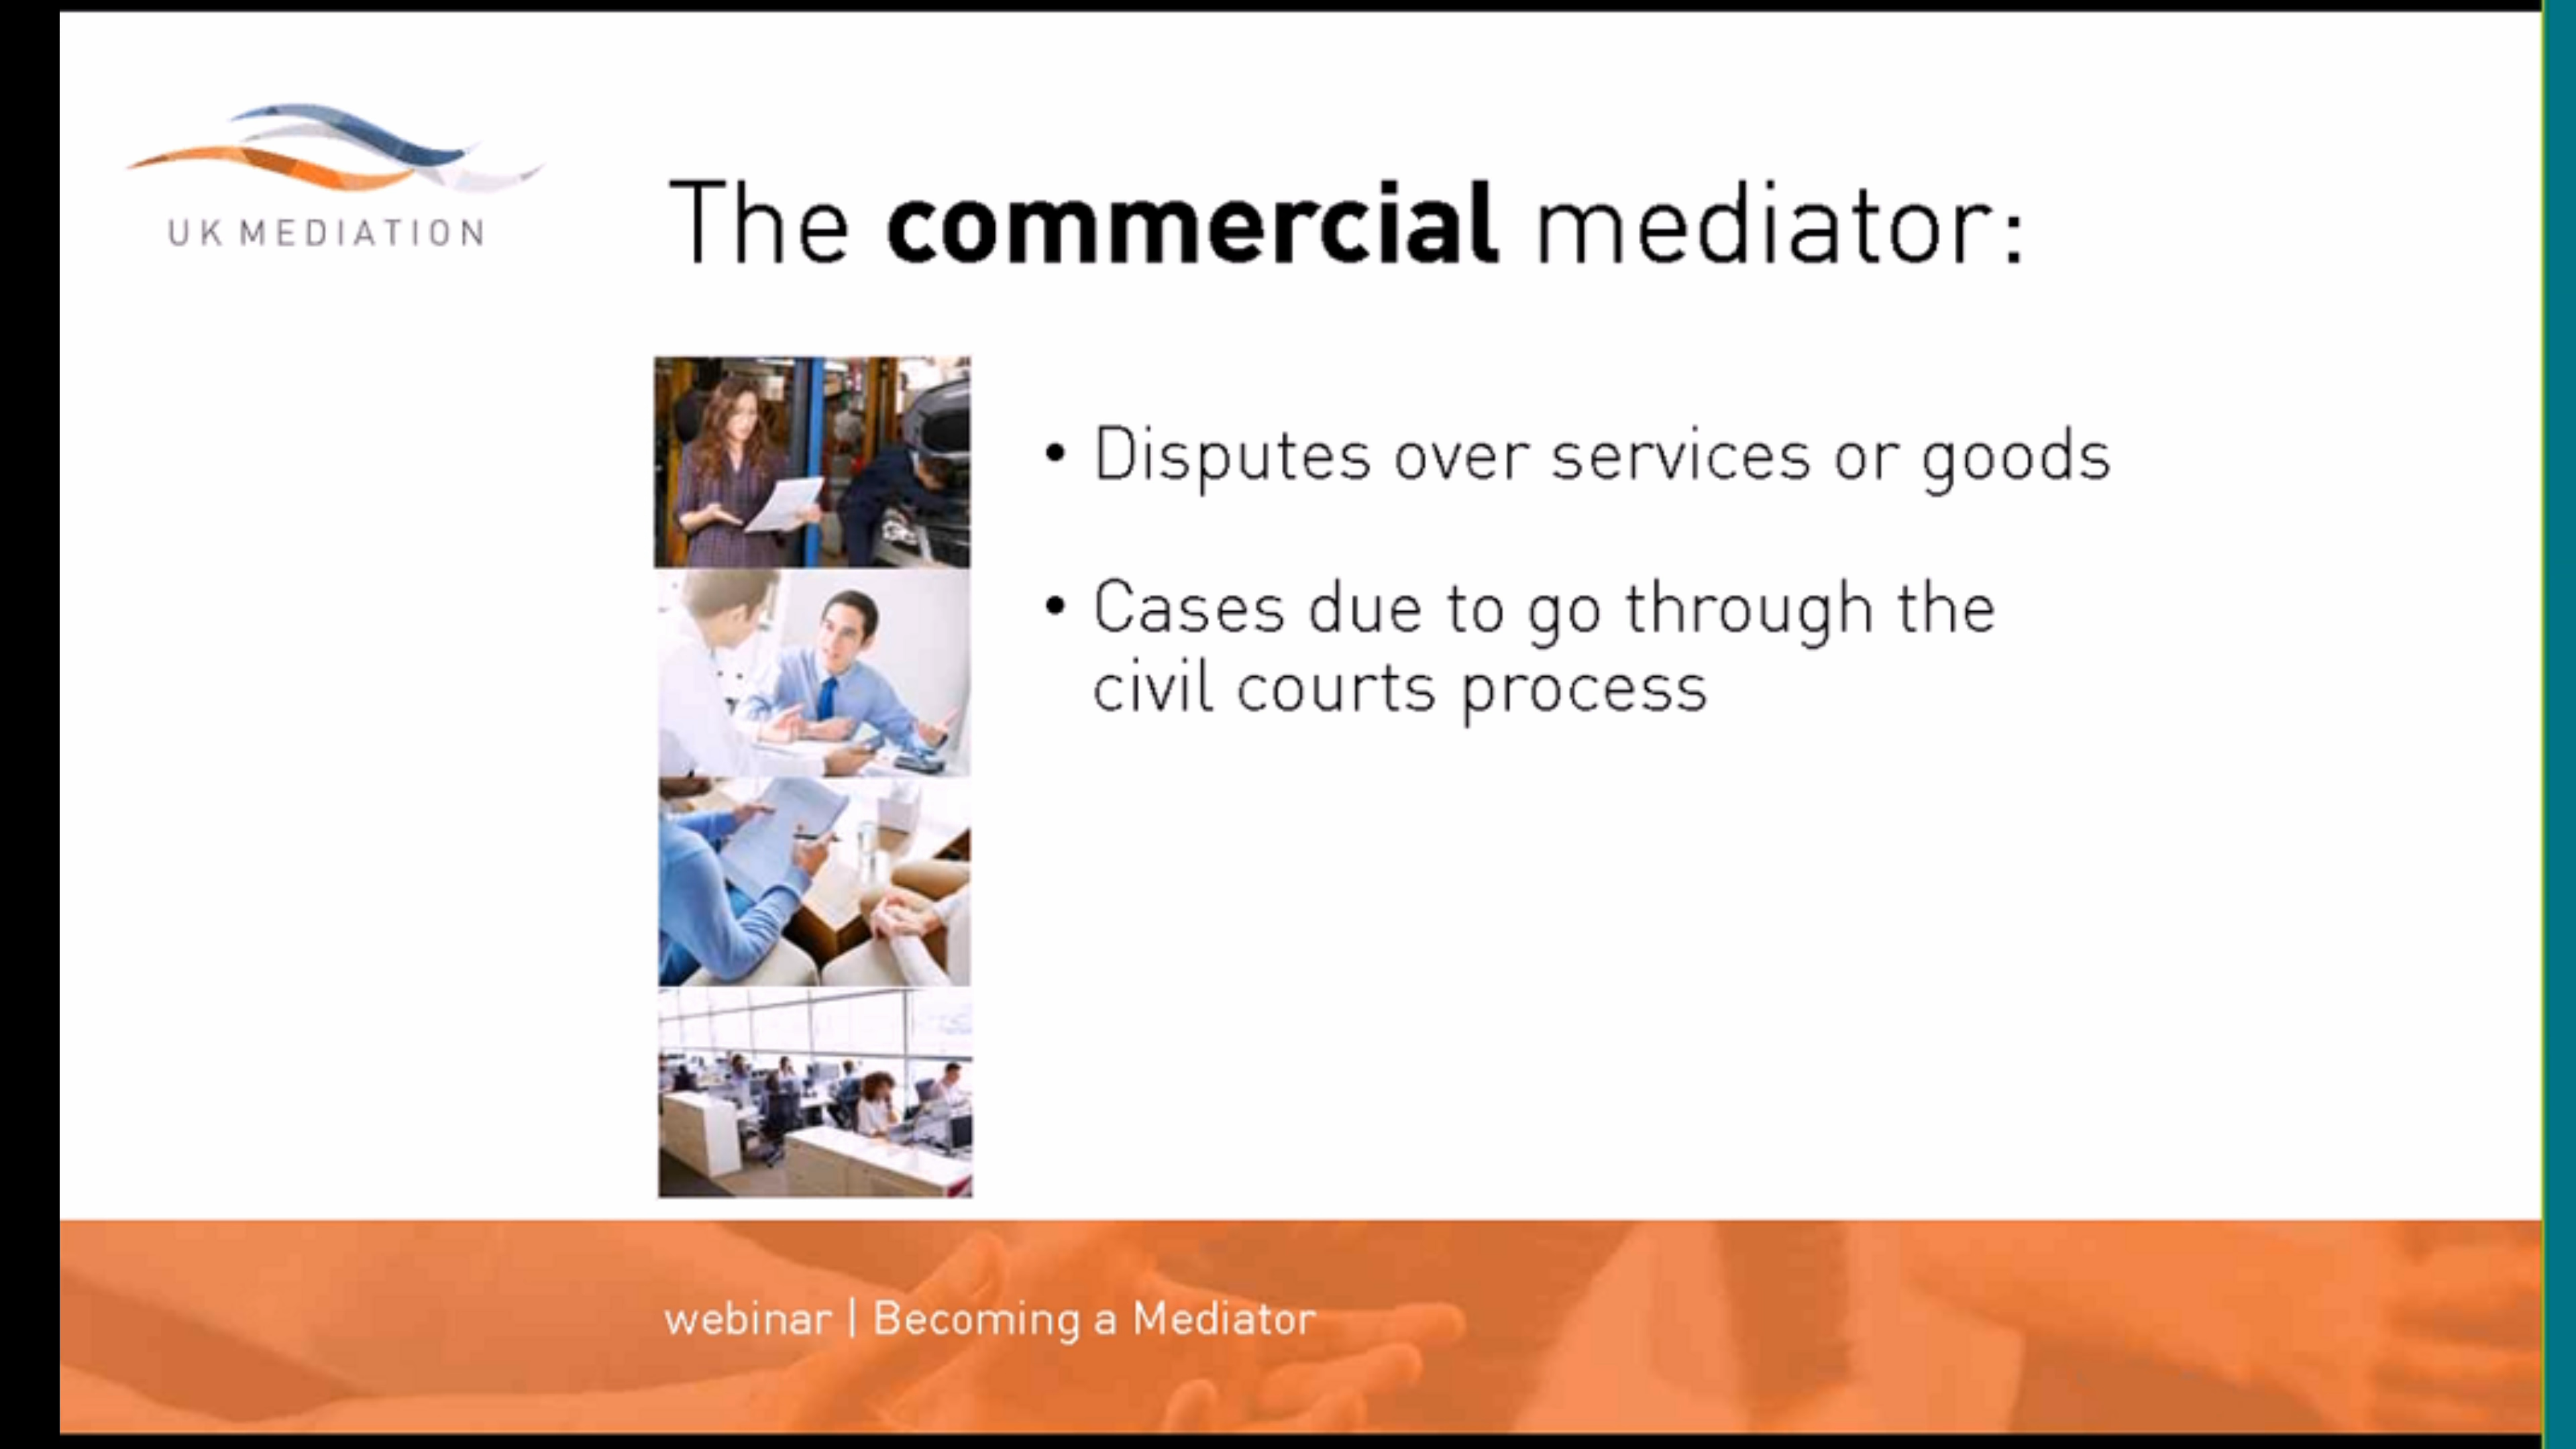 UK MEDIATION
The commercial mediator:
• Disputes over services or goods
• Cases due to go through the
civil courts process
webinar | Becoming a Mediator